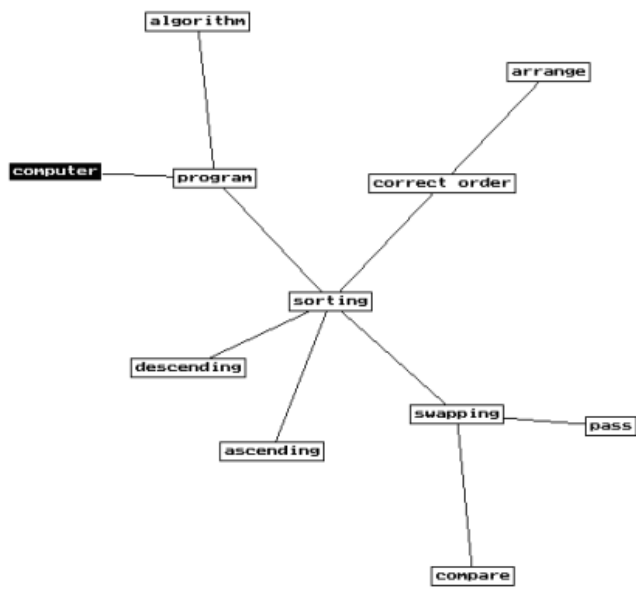 algorithm
arrange
computer
program
correct order
sorting
descending
swapping
pass
ascending
compare